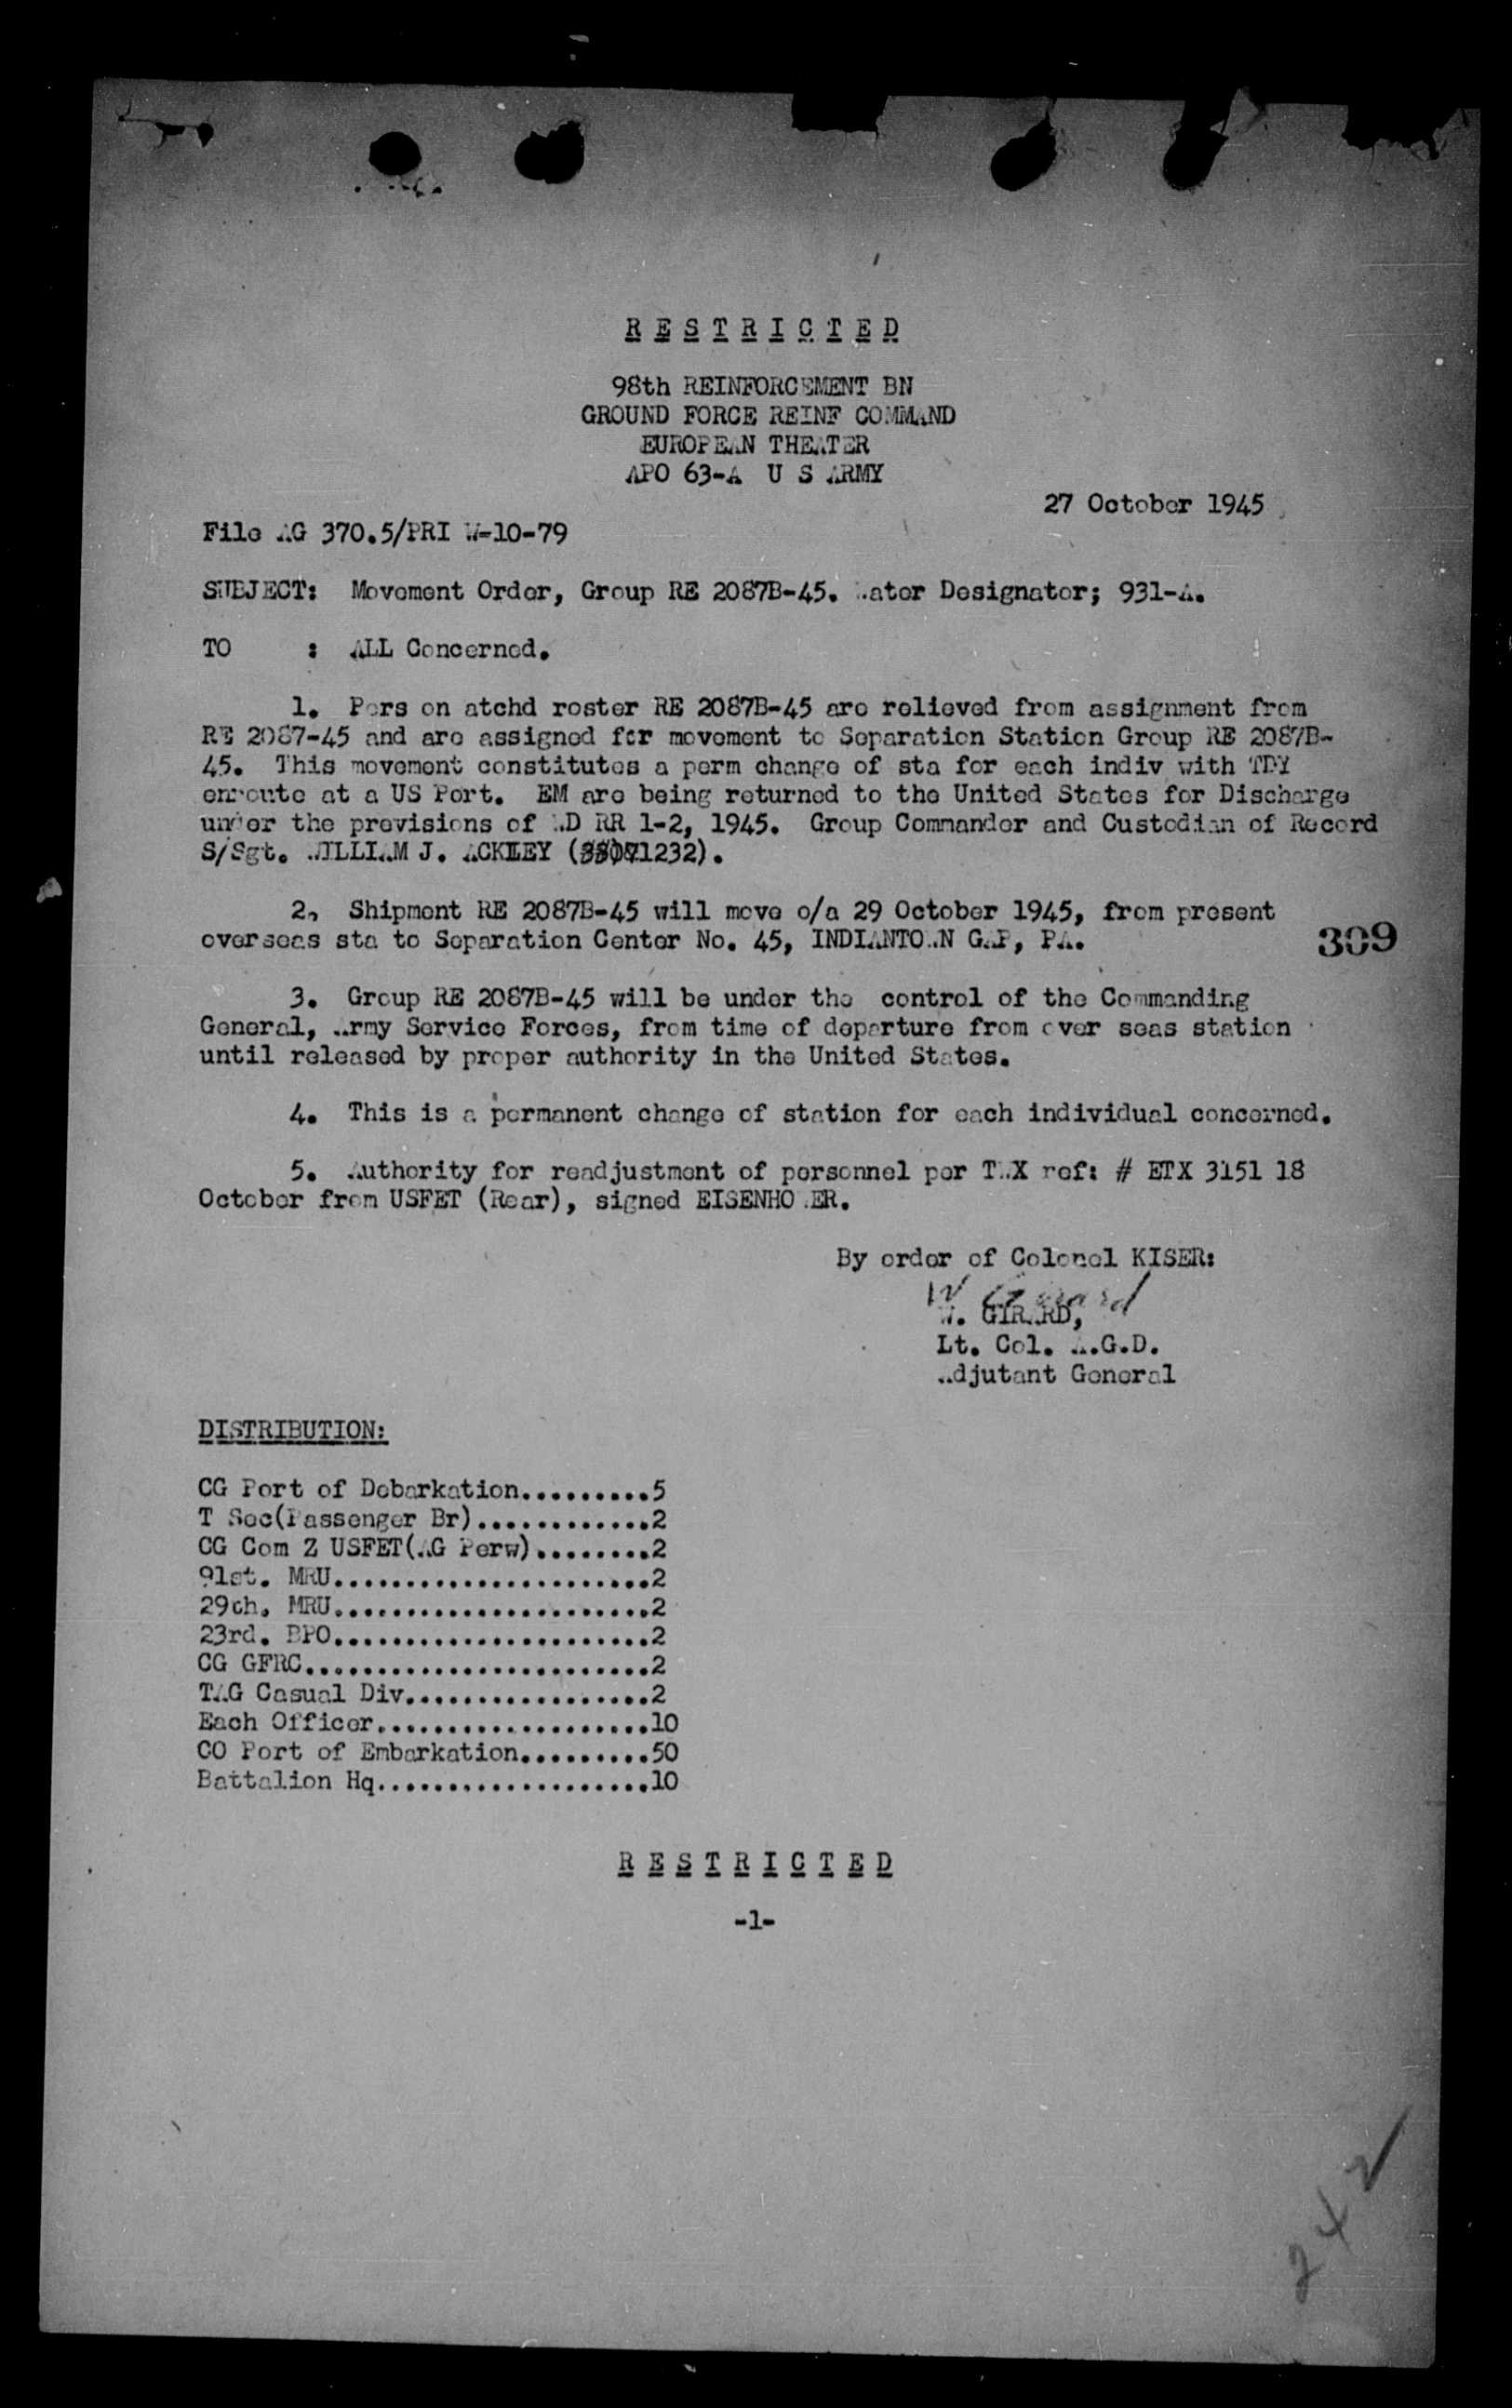 R E S T R I C T E D
98th REINFORCEMENT BN
GROUND FORCE REINF COMMAND
EUROPEAN THEATER
APO 63-A U S ARMY
27 October 1945
File AG 370.5/PRI W-10-79
SUBJECT: Movement Order, Group RE 2087B-45. Water Designator; 931-A.
TO : ALL Concerned.
1. Pers on atchd roster RE 2087B-45 are relieved from assignment from
RE 2087-45 and are assigned for movement to Separation Station Group RE 2087B-
45. This movement constitutes a perm change of sta for each indiv with TDY
enroute at a US Port. EM are being returned to the United States for Discharge
under the provisions of WD RR 1-2, 1945. Group Commander and Custodian of Record
S/Sgt. WILLIAM J. ACKLEY
2. Shipment RE 2087B-45 will move o/a 29 October 1945, from present
overseas sta to Separation Center No. 45, INDIANTOWN GAP, PA.
309
3. Group RE 2087B-45 will be under the control of the Commanding
General, Army Service Forces, from time of departure from over seas station
until released by proper authority in the United States.
4. This is a permanent change of station for each individual concerned.
5. Authority for readjustment of personnel per TWX ref: # ETX 3151 18
October from USFET (Rear), signed EISENHOWER.
By order of Colonel KISER:
W Girard
W. GIRARD,
Lt. Col. A.G.D.
Adjutant General
DISTRIBUTION:
CG Port of Debarkation.........5
T Sec(Passenger Br)............2
CG Com Z USFET(AG Perw)........2
91st. MRU......................2
29th. MRU......................2
23rd. BPO......................2
CG GFRC........................2
TAG Casual Div.................2
Each Officer...................10
CO Port of Embarkation.........50
Battalion Hq...................10
R E S T R I C T E D
-1-
242